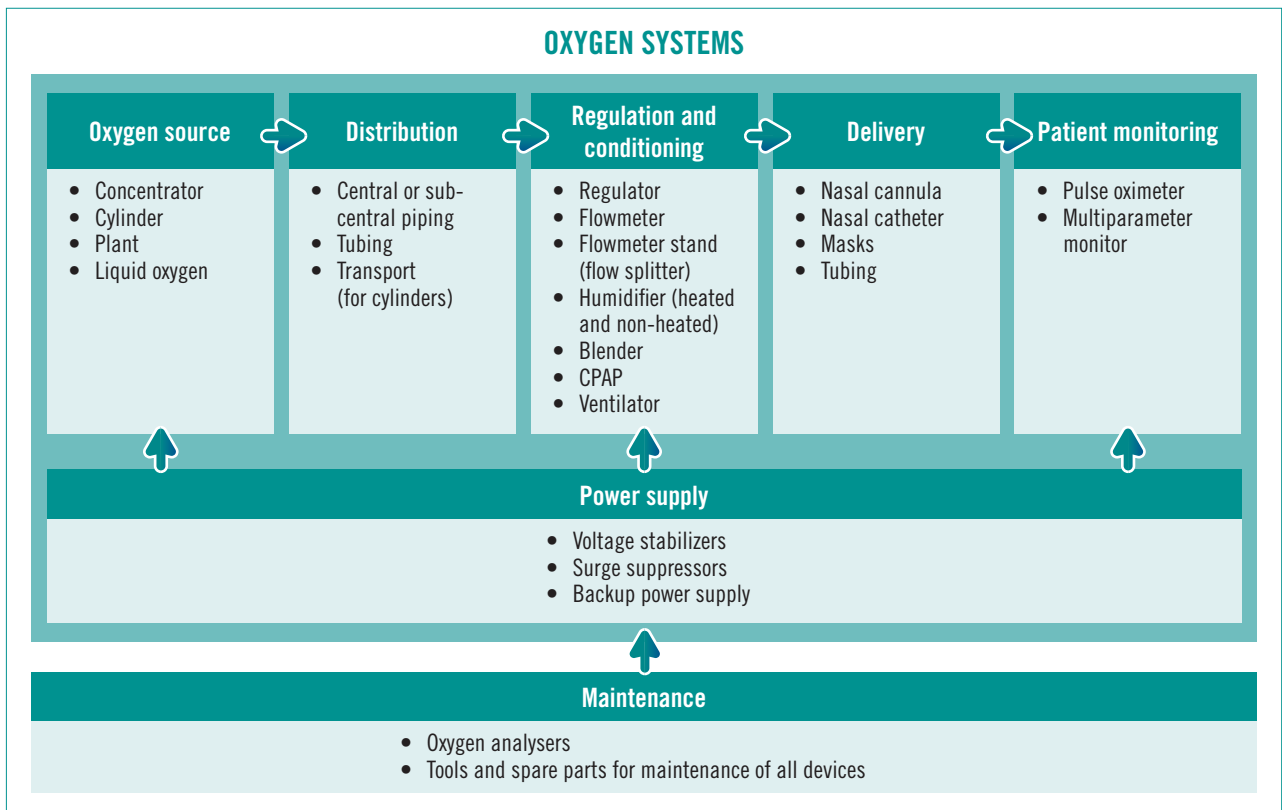 OXYGEN SYSTEMS
Oxygen source
• Concentrator
• Cylinder
• Plant
• Liquid oxygen
Distribution
• Central or sub-
central piping
• Tubing
• Transport
(for cylinders)
Regulation and
conditioning
• Regulator
• Flowmeter
• Flowmeter stand
(flow splitter)
• Humidifier (heated
and non-heated)
• Blender
• CPAP
• Ventilator
Delivery
• Nasal cannula
• Nasal catheter
• Masks
• Tubing
Patient monitoring
• Pulse oximeter
• Multiparameter
monitor
Power supply
• Voltage stabilizers
• Surge suppressors
• Backup power supply
Maintenance
• Oxygen analysers
• Tools and spare parts for maintenance of all devices